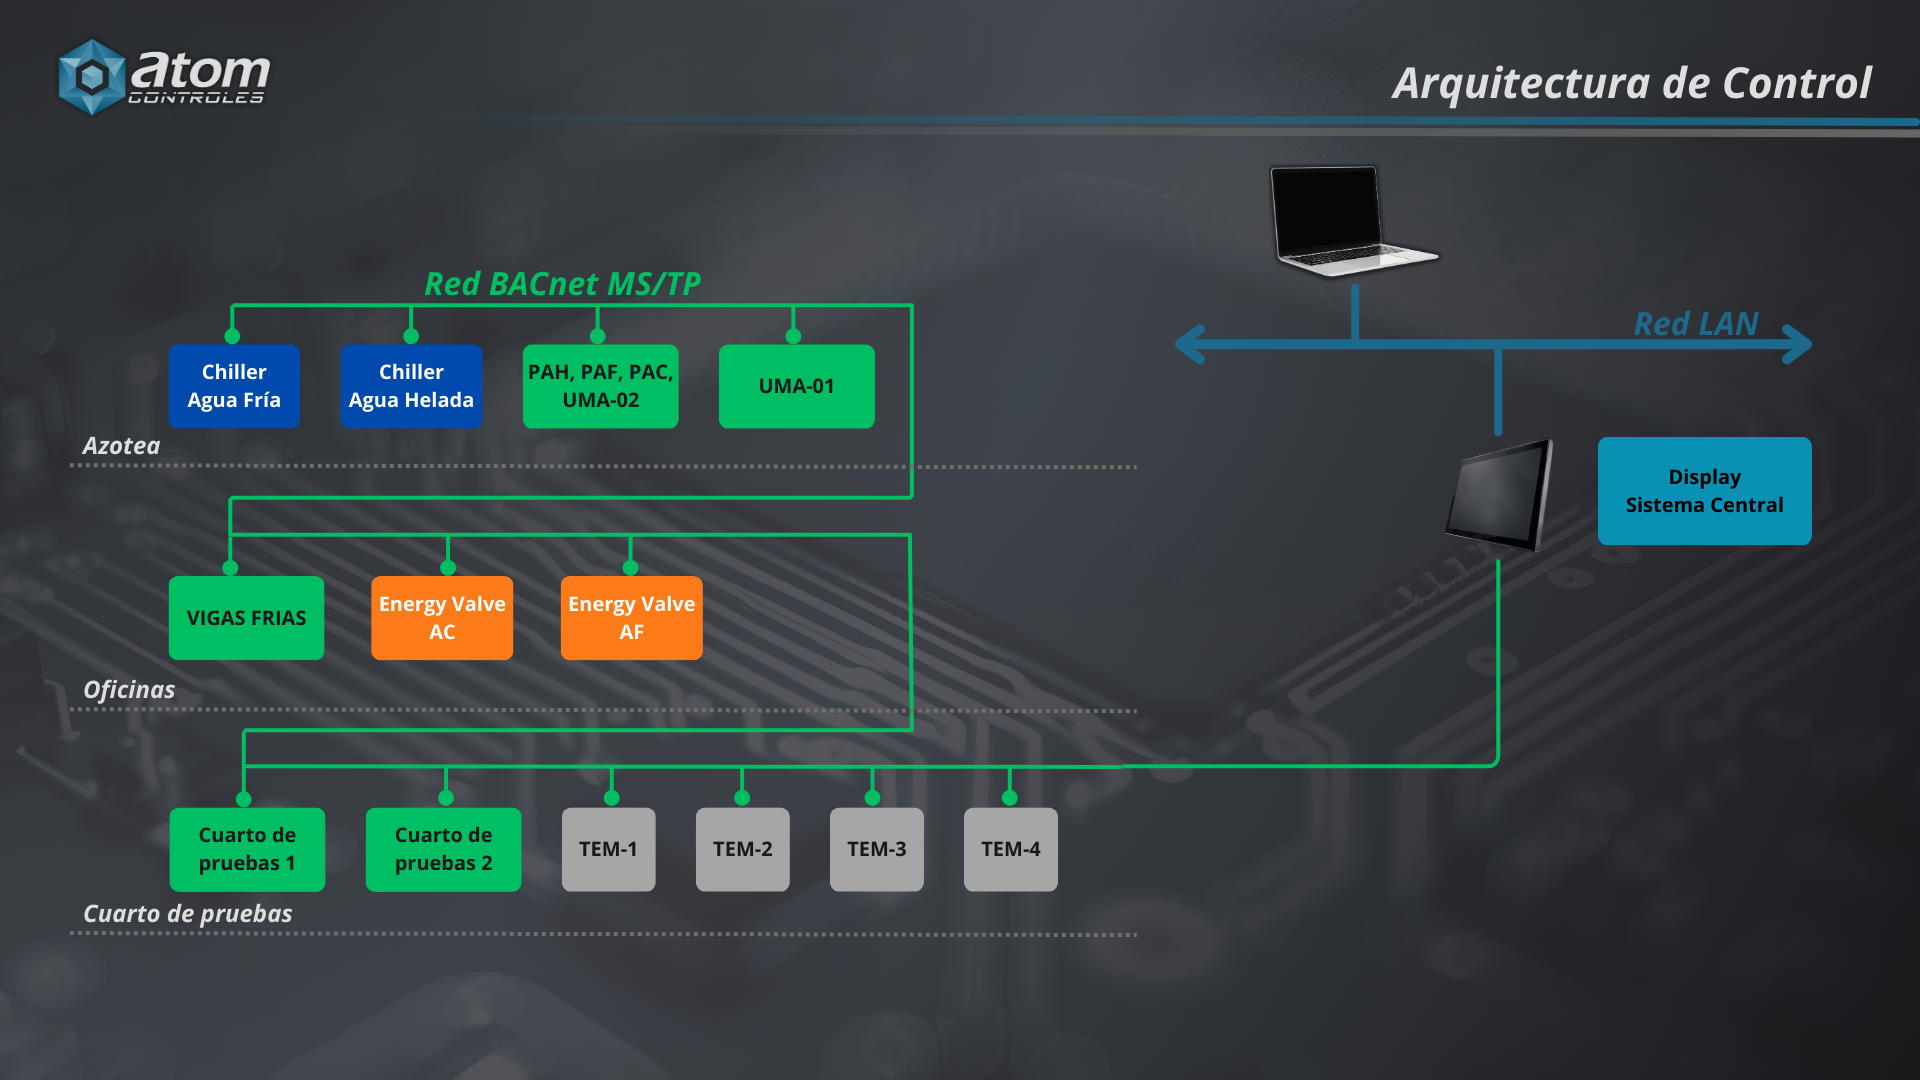 atom
CONTROLES
Arquitectura de Control
Red BACnet MS/TP
Red LAN
Chiller
Agua Fría
Chiller
Agua Helada
PAH, PAF, PAC,
UMA-02
UMA-01
Azotea
Display
Sistema Central
VIGAS FRIAS
Energy Valve
AC
Energy Valve
AF
Oficinas
Cuarto de
pruebas 1
Cuarto de
pruebas 2
TEM-1
TEM-2
TEM-3
TEM-4
Cuarto de pruebas